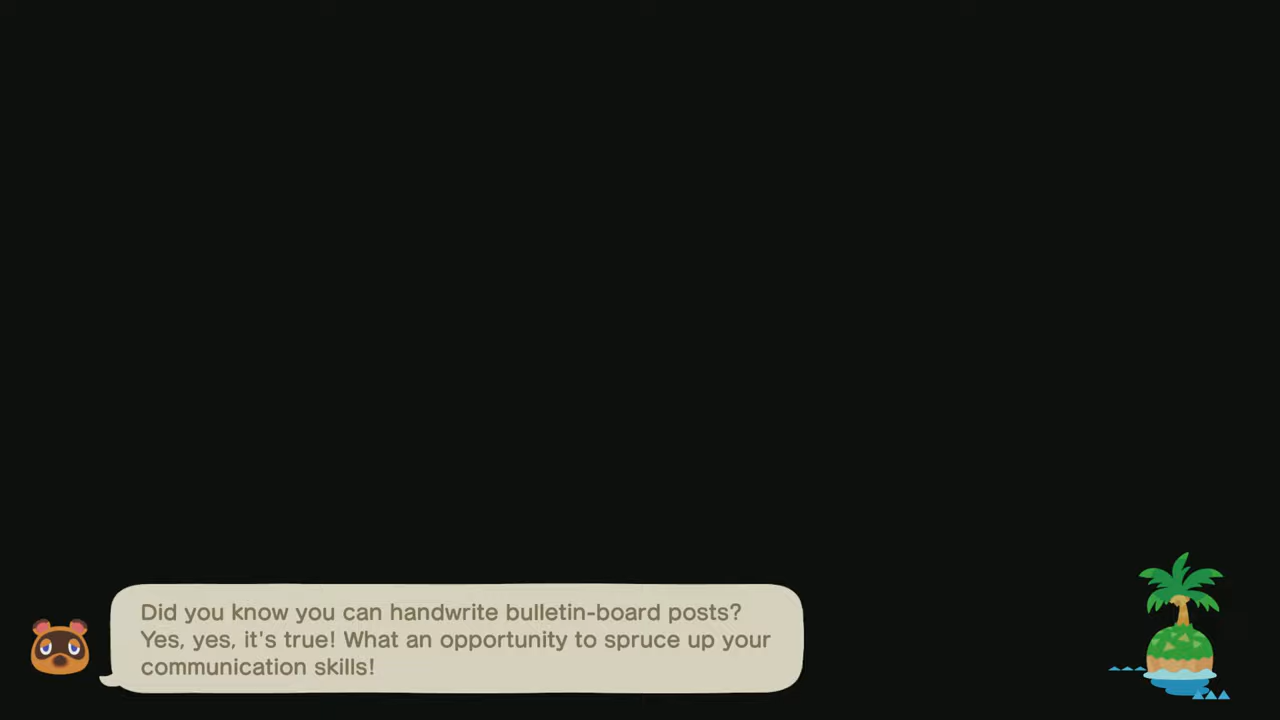 Did you know you can handwrite bulletin-board posts?
Yes, yes, it's true! What an opportunity to spruce up your
communication skills!